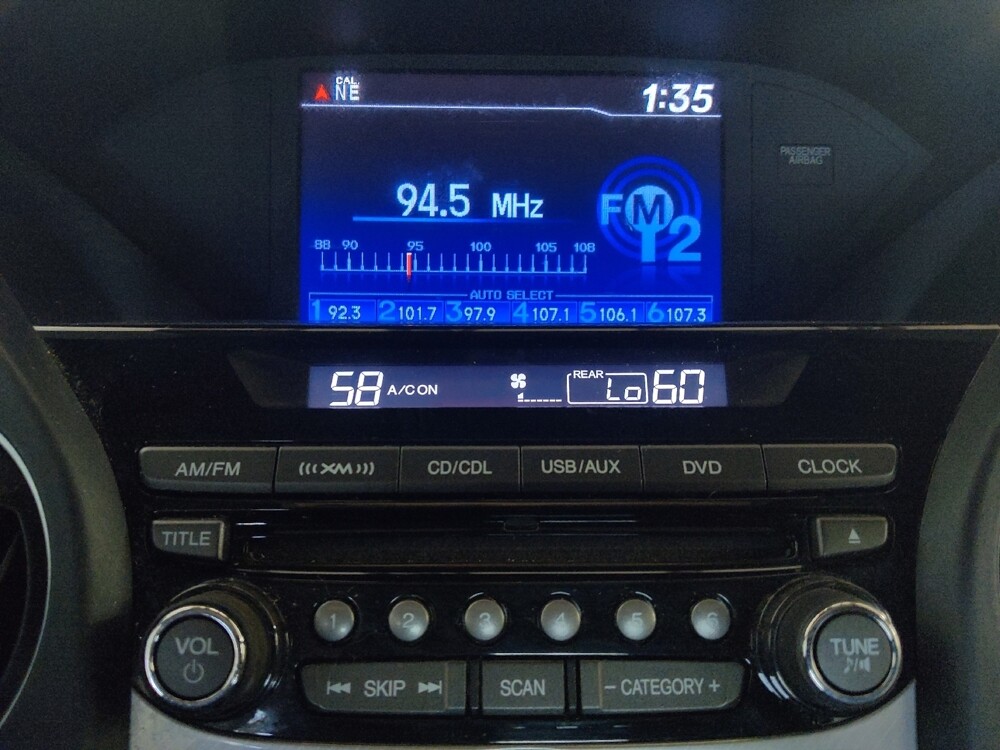 CAL
NE
1:35
PASSENGER
AIRBAG
94.5 MHz
FM
2
88 90 95 100 105 108
AUTO SELECT
1 92.3 2 101.7 3 97.9 4 107.1 5 106.1 6 107.3
58 A/C ON REAR Lo 60
AM/FM (((XM))) CD/CDL USB/AUX DVD CLOCK
TITLE
1 2 3 4 5 6
VOL
TUNE
SKIP SCAN − CATEGORY +